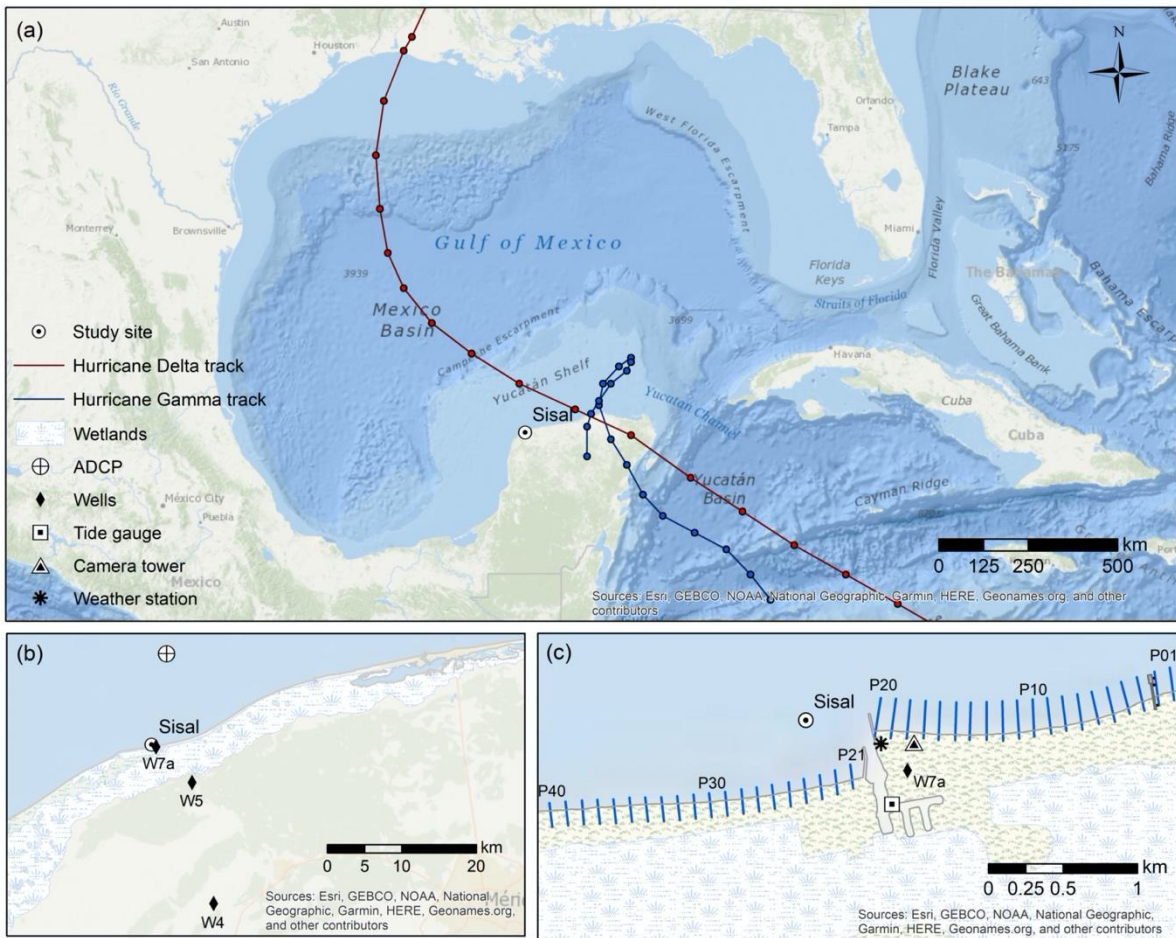 (a)
Austin
Houston
San Antonio
Rio Grande
Monterrey
Brownsville
Gulf of Mexico
3939
Mexico
Basin
Campeche Escarpment
Yucatán Shelf
Sisal
3699
Yucatan Channel
Yucatán
Basin
Cayman Ridge
West Florida Escarpment
Orlando
Tampa
Miami
Florida
Keys
Straits of Florida
Florida Valley
Blake
Plateau
643
5175
Bahama Ridge
The Bahamas
Great Bahama Bank
Bahama Escarp
Havana
Cuba
Cuba
México City
Puebla
Mexico
N
Study site
Hurricane Delta track
Hurricane Gamma track
Wetlands
ADCP
Wells
Tide gauge
Camera tower
Weather station
km
0 125 250 500
Sources: Esri, GEBCO, NOAA, National Geographic, Garmin, HERE, Geonames.org, and other
contributors
(b)
Sisal
W7a
W5
W4
km
0 5 10 20
Méri
Sources: Esri, GEBCO, NOAA, National
Geographic, Garmin, HERE, Geonames.org,
and other contributors
(c)
P01
P20
P10
Sisal
P21
W7a
P40
P30
km
0 0.25 0.5 1
Sources: Esri, GEBCO, NOAA, National Geographic,
Garmin, HERE, Geonames.org, and other contributors